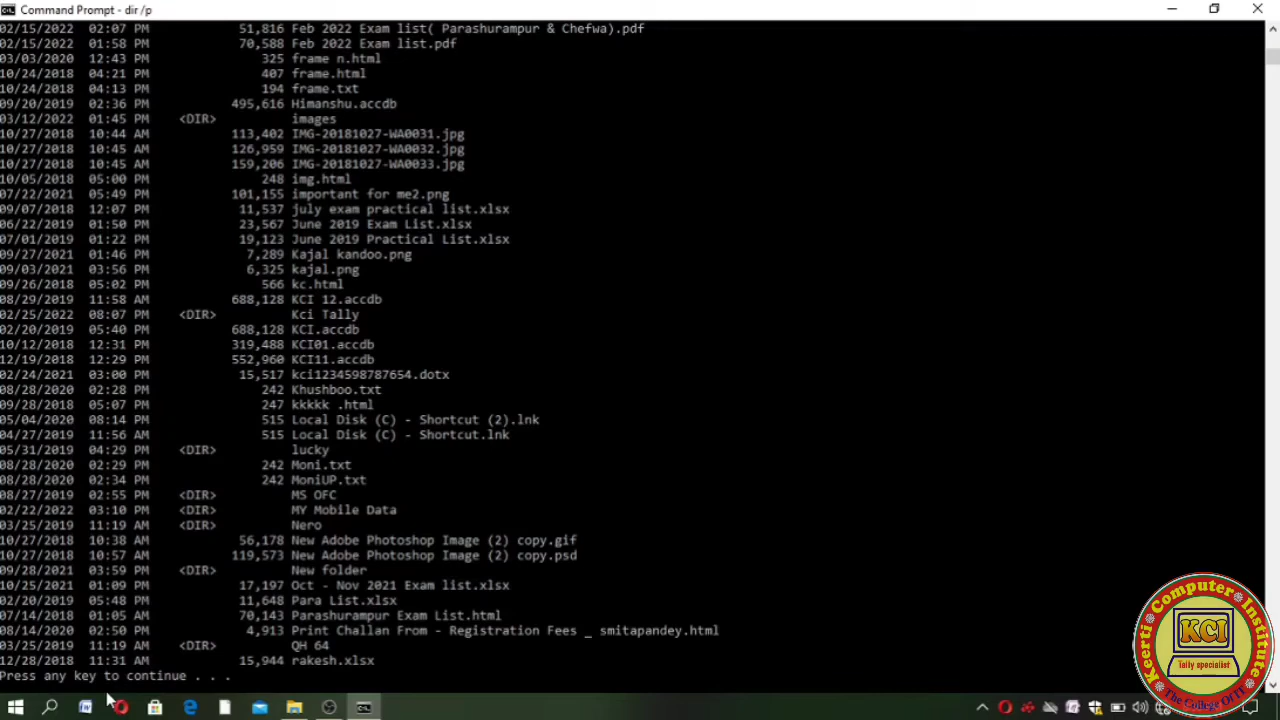 Command Prompt - dir /p
02/15/2022 02:07 PM 51,816 Feb 2022 Exam list( Parashurampur & Chefwa).pdf
02/15/2022 01:58 PM 70,588 Feb 2022 Exam list.pdf
03/03/2020 12:43 PM 325 frame n.html
10/24/2018 04:21 PM 407 frame.html
10/24/2018 04:13 PM 194 frame.txt
09/20/2019 02:36 PM 495,616 Himanshu.accdb
03/12/2022 01:45 PM <DIR> images
10/27/2018 10:44 AM 113,402 IMG-20181027-WA0031.jpg
10/27/2018 10:45 AM 126,959 IMG-20181027-WA0032.jpg
10/27/2018 10:45 AM 159,206 IMG-20181027-WA0033.jpg
10/05/2018 05:00 PM 248 img.html
07/22/2021 05:49 PM 101,155 important for me2.png
09/07/2018 12:07 PM 11,537 july exam practical list.xlsx
06/22/2019 01:50 PM 23,567 June 2019 Exam List.xlsx
07/01/2019 01:22 PM 19,123 June 2019 Practical List.xlsx
09/27/2021 01:46 PM 7,289 Kajal kandoo.png
09/03/2021 03:56 PM 6,325 kajal.png
09/26/2018 05:02 PM 566 kc.html
08/29/2019 11:58 AM 688,128 KCI 12.accdb
02/25/2022 08:07 PM <DIR> Kci Tally
02/20/2019 05:40 PM 688,128 KCI.accdb
10/12/2018 12:31 PM 319,488 KCI01.accdb
12/19/2018 12:29 PM 552,960 KCI11.accdb
02/24/2021 03:00 PM 15,517 kci1234598787654.dotx
08/28/2020 02:28 PM 242 Khushboo.txt
09/28/2018 05:07 PM 247 kkkkk .html
05/04/2020 08:14 PM 515 Local Disk (C) - Shortcut (2).lnk
04/27/2019 11:56 AM 515 Local Disk (C) - Shortcut.lnk
05/31/2019 04:29 PM <DIR> lucky
08/28/2020 02:29 PM 242 Moni.txt
08/28/2020 02:34 PM 242 MoniUP.txt
08/27/2019 02:55 PM <DIR> MS OFC
02/22/2022 03:10 PM <DIR> MY Mobile Data
03/25/2019 11:19 AM <DIR> Nero
10/27/2018 10:38 AM 56,178 New Adobe Photoshop Image (2) copy.gif
10/27/2018 10:57 AM 119,573 New Adobe Photoshop Image (2) copy.psd
09/28/2021 03:59 PM <DIR> New folder
10/25/2021 01:09 PM 17,197 Oct - Nov 2021 Exam list.xlsx
02/20/2019 05:48 PM 11,648 Para List.xlsx
07/14/2018 01:05 AM 70,143 Parashurampur Exam List.html
08/14/2020 02:50 PM 4,913 Print Challan From - Registration Fees _ smitapandey.html
03/25/2019 11:19 AM <DIR> QH 64
12/28/2018 11:31 AM 15,944 rakesh.xlsx
Press any key to continue . . .
Keerti Computer Institute
KCI
Tally specialist
The College Of IT